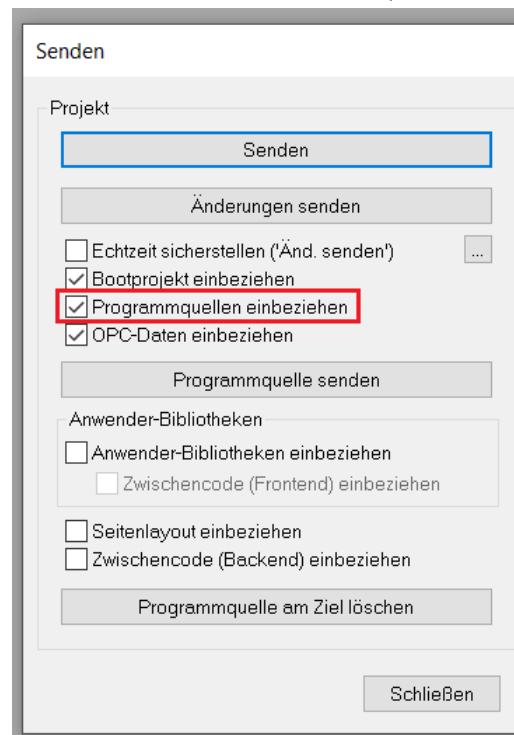 Senden
Projekt
Senden
Änderungen senden
Echtzeit sicherstellen ('Änd. senden')
...
Bootprojekt einbeziehen
Programmquellen einbeziehen
OPC-Daten einbeziehen
Programmquelle senden
Anwender-Bibliotheken
Anwender-Bibliotheken einbeziehen
Zwischencode (Frontend) einbeziehen
Seitenlayout einbeziehen
Zwischencode (Backend) einbeziehen
Programmquelle am Ziel löschen
Schließen